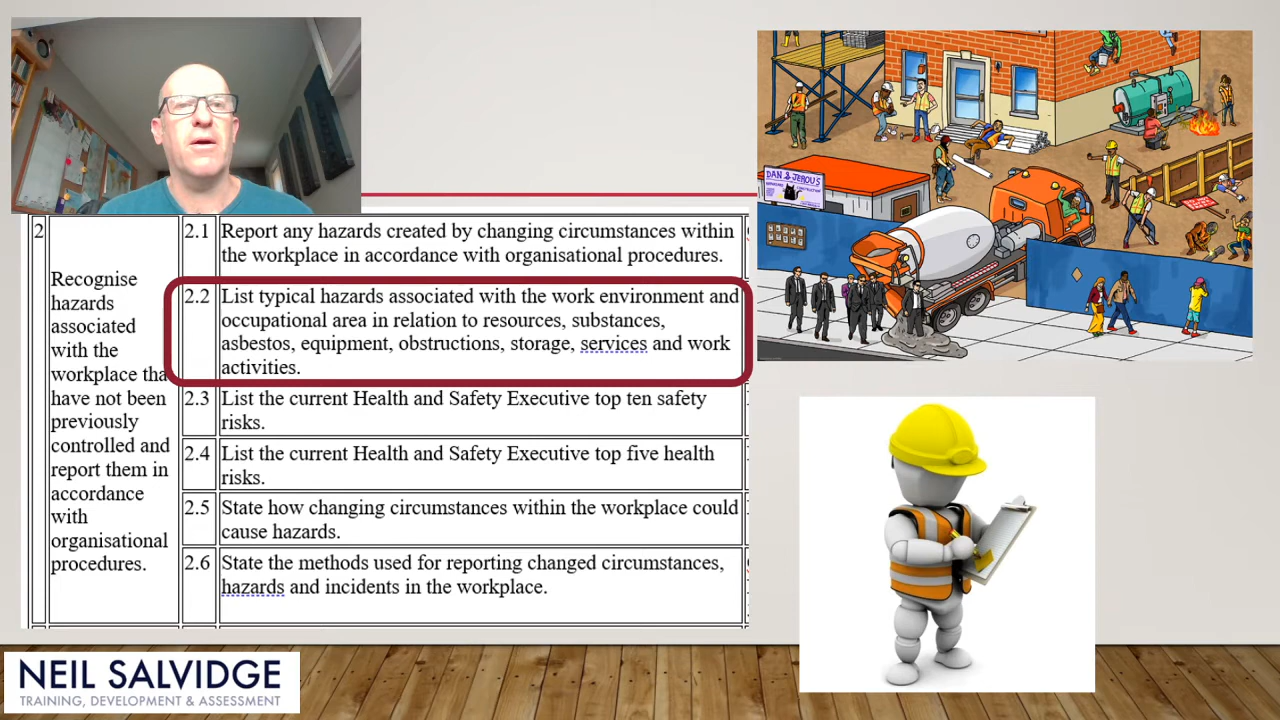 DAN & JEROUS
2
Recognise
hazards
associated
with the
workplace tha
have not been
previously
controlled and
report them in
accordance
with
organisational
procedures.
2.1
Report any hazards created by changing circumstances within
the workplace in accordance with organisational procedures.
2.2
List typical hazards associated with the work environment and
occupational area in relation to resources, substances,
asbestos, equipment, obstructions, storage, services and work
activities.
2.3
List the current Health and Safety Executive top ten safety
risks.
2.4
List the current Health and Safety Executive top five health
risks.
2.5
State how changing circumstances within the workplace could
cause hazards.
2.6
State the methods used for reporting changed circumstances,
hazards and incidents in the workplace.
NEIL SALVIDGE
TRAINING, DEVELOPMENT & ASSESSMENT